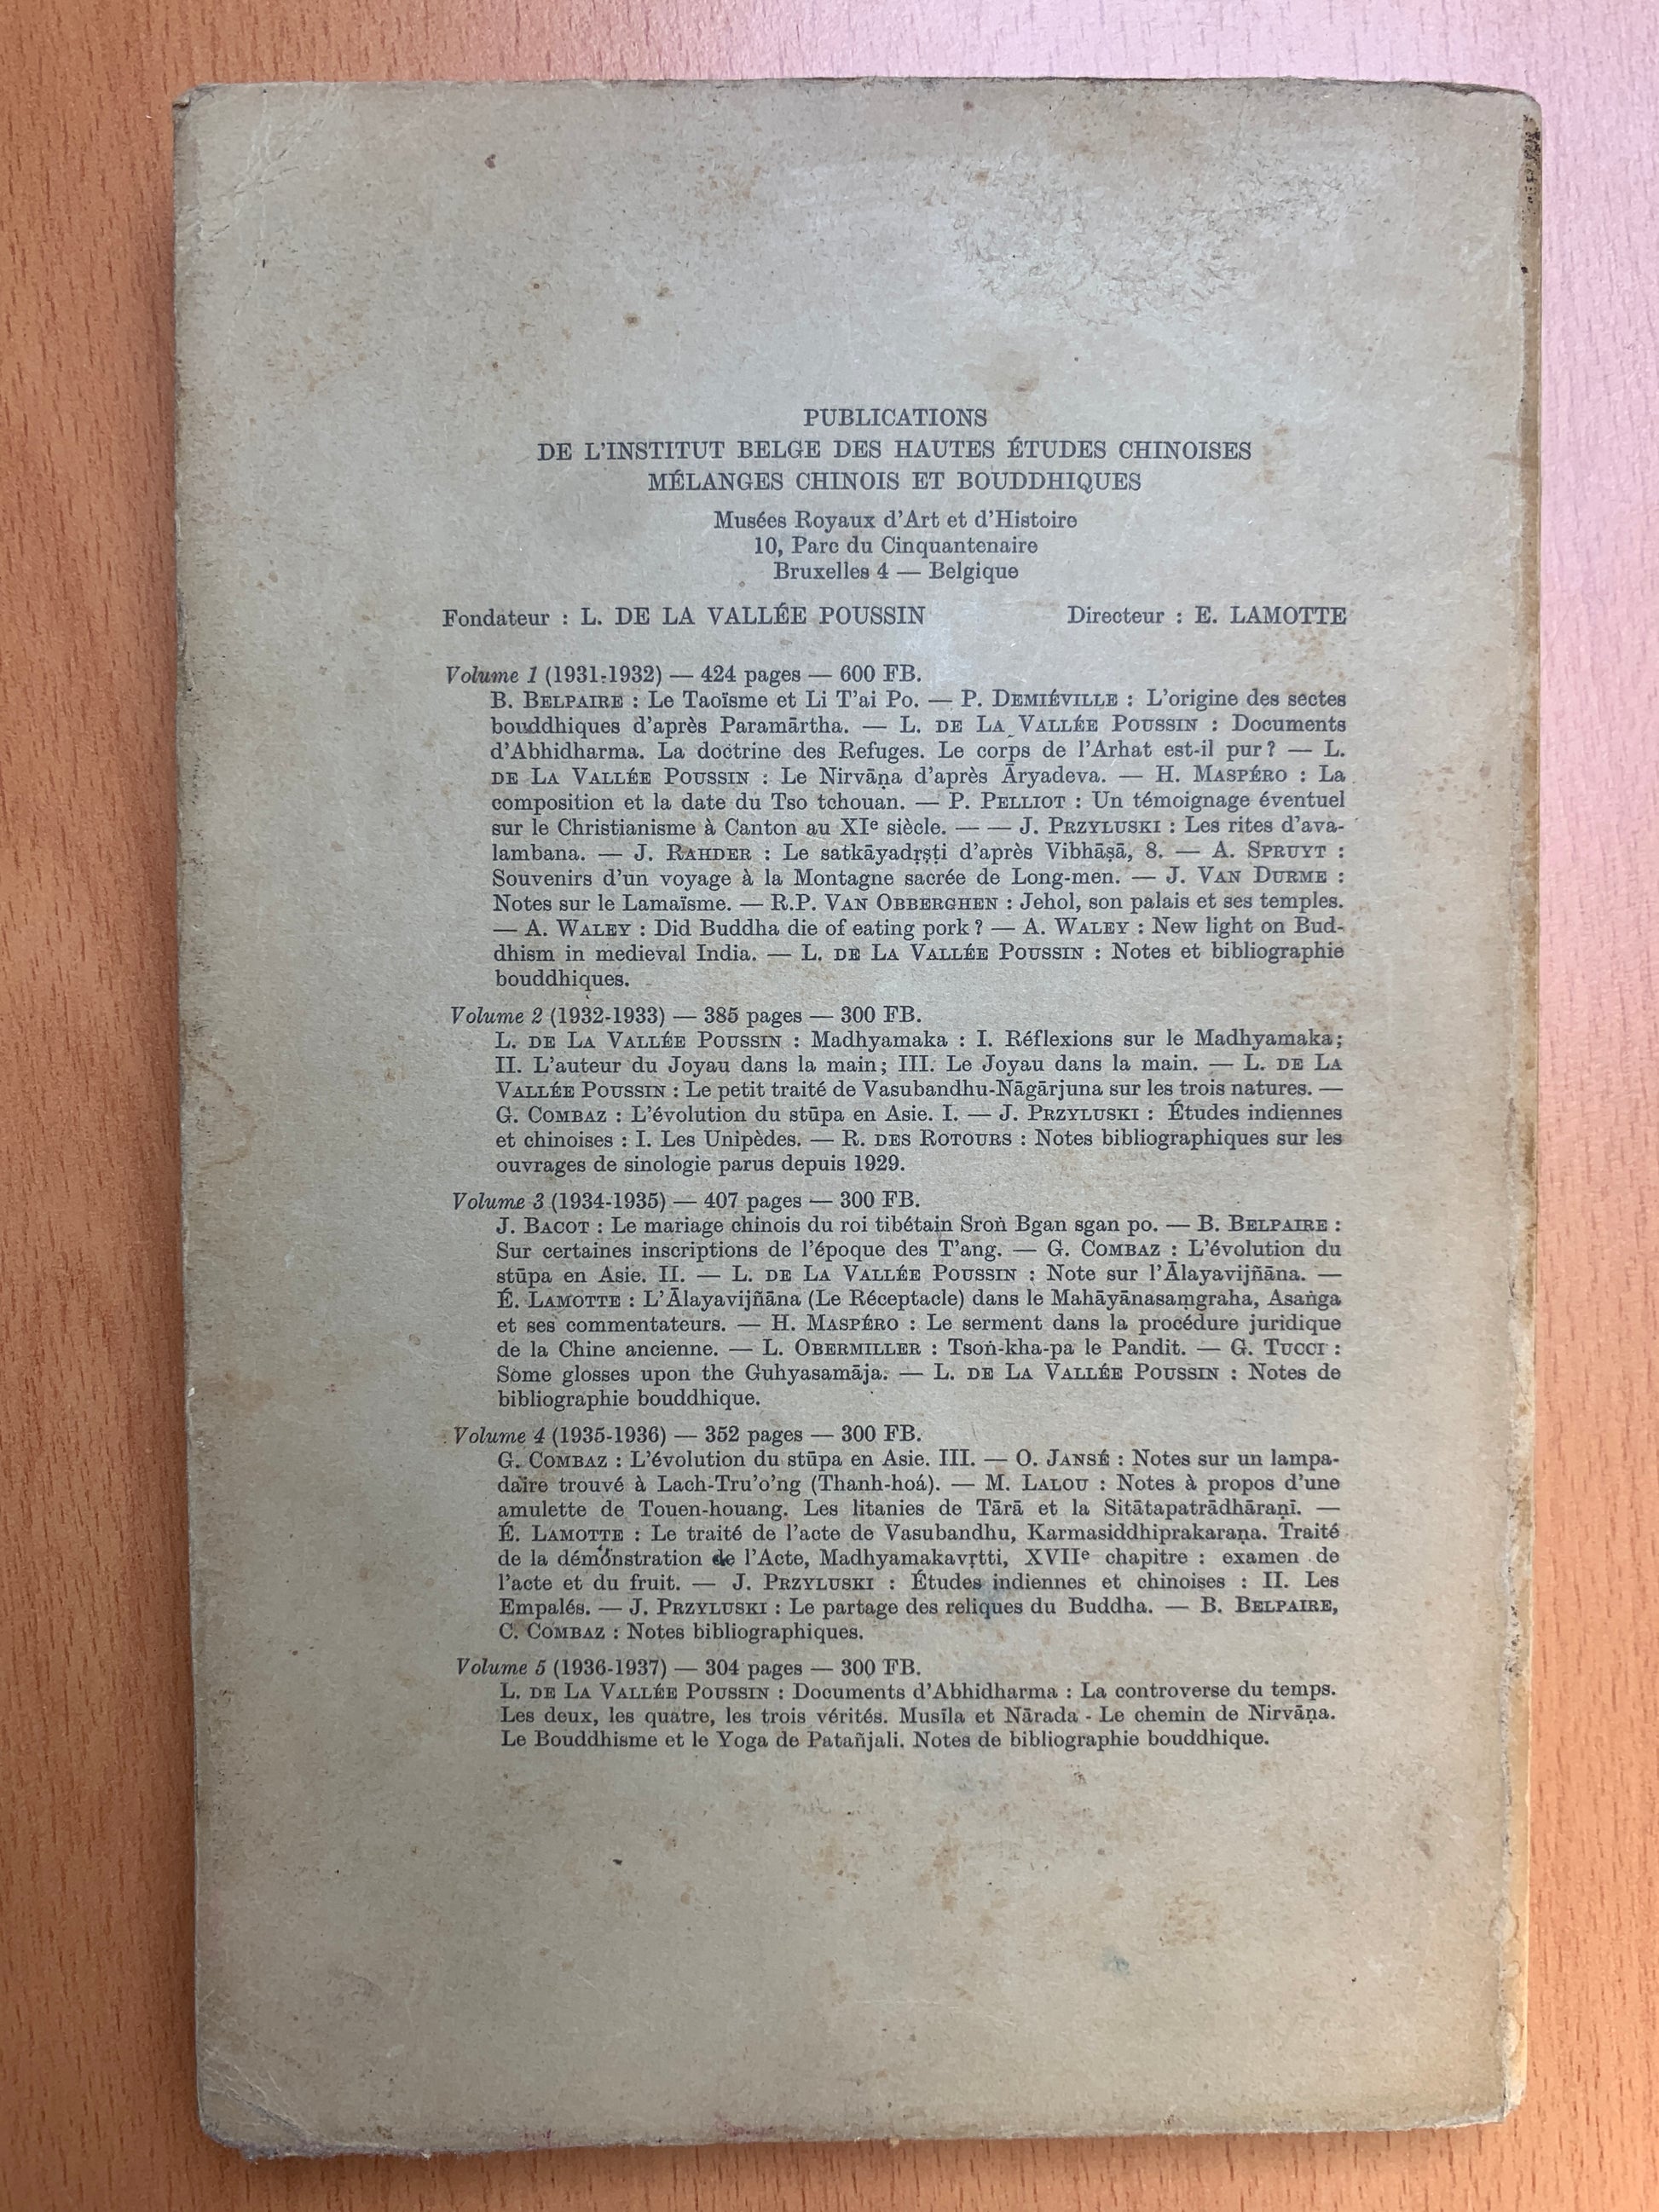 PUBLICATIONS
DE L'INSTITUT BELGE DES HAUTES ÉTUDES CHINOISES
MÉLANGES CHINOIS ET BOUDDHIQUES
Musées Royaux d'Art et d'Histoire
10, Parc du Cinquantenaire
Bruxelles 4 — Belgique
Fondateur : L. DE LA VALLÉE POUSSIN Directeur : E. LAMOTTE
Volume 1 (1931-1932) — 424 pages — 600 FB.
B. BELPAIRE : Le Taoïsme et Li T'ai Po. — P. DEMIÉVILLE : L'origine des sectes
bouddhiques d'après Paramārtha. — L. DE LA VALLÉE POUSSIN : Documents
d'Abhidharma. La doctrine des Refuges. Le corps de l'Arhat est-il pur ? — L.
DE LA VALLÉE POUSSIN : Le Nirvāṇa d'après Āryadeva. — H. MASPÉRO : La
composition et la date du Tso tchouan. — P. PELLIOT : Un témoignage éventuel
sur le Christianisme à Canton au XIᵉ siècle. — — J. PRZYLUSKI : Les rites d'ava-
lambana. — J. RAHDER : Le satkāyadṛṣṭi d'après Vibhāṣā, 8. — A. SPRUYT :
Souvenirs d'un voyage à la Montagne sacrée de Long-men. — J. VAN DURME :
Notes sur le Lamaïsme. — R.P. VAN OBBERGHEN : Jehol, son palais et ses temples.
— A. WALEY : Did Buddha die of eating pork ? — A. WALEY : New light on Bud-
dhism in medieval India. — L. DE LA VALLÉE POUSSIN : Notes et bibliographie
bouddhiques.
Volume 2 (1932-1933) — 385 pages — 300 FB.
L. DE LA VALLÉE POUSSIN : Madhyamaka : I. Réflexions sur le Madhyamaka;
II. L'auteur du Joyau dans la main; III. Le Joyau dans la main. — L. DE LA
VALLÉE POUSSIN : Le petit traité de Vasubandhu-Nāgārjuna sur les trois natures. —
G. COMBAZ : L'évolution du stūpa en Asie. I. — J. PRZYLUSKI : Études indiennes
et chinoises : I. Les Unipèdes. — R. DES ROTOURS : Notes bibliographiques sur les
ouvrages de sinologie parus depuis 1929.
Volume 3 (1934-1935) — 407 pages — 300 FB.
J. BACOT : Le mariage chinois du roi tibétain Sroṅ Bgan sgan po. — B. BELPAIRE :
Sur certaines inscriptions de l'époque des T'ang. — G. COMBAZ : L'évolution du
stūpa en Asie. II. — L. DE LA VALLÉE POUSSIN : Note sur l'Ālayavijñāna. —
É. LAMOTTE : L'Ālayavijñāna (Le Réceptacle) dans le Mahāyānasaṃgraha, Asaṅga
et ses commentateurs. — H. MASPÉRO : Le serment dans la procédure juridique
de la Chine ancienne. — L. OBERMILLER : Tsoṅ-kha-pa le Pandit. — G. TUCCI :
Some glosses upon the Guhyasamāja. — L. DE LA VALLÉE POUSSIN : Notes de
bibliographie bouddhique.
Volume 4 (1935-1936) — 352 pages — 300 FB.
G. COMBAZ : L'évolution du stūpa en Asie. III. — O. JANSÉ : Notes sur un lampa-
daire trouvé à Lach-Tru'o'ng (Thanh-hoá). — M. LALOU : Notes à propos d'une
amulette de Touen-houang. Les litanies de Tārā et la Sitātapatrādhāraṇī. —
É. LAMOTTE : Le traité de l'acte de Vasubandhu, Karmasiddhiprakaraṇa. Traité
de la démonstration de l'Acte, Madhyamakavṛtti, XVIIᵉ chapitre : examen de
l'acte et du fruit. — J. PRZYLUSKI : Études indiennes et chinoises : II. Les
Empalés. — J. PRZYLUSKI : Le partage des reliques du Buddha. — B. BELPAIRE,
C. COMBAZ : Notes bibliographiques.
Volume 5 (1936-1937) — 304 pages — 300 FB.
L. DE LA VALLÉE POUSSIN : Documents d'Abhidharma : La controverse du temps.
Les deux, les quatre, les trois vérités. Musīla et Nārada - Le chemin de Nirvāṇa.
Le Bouddhisme et le Yoga de Patañjali. Notes de bibliographie bouddhique.